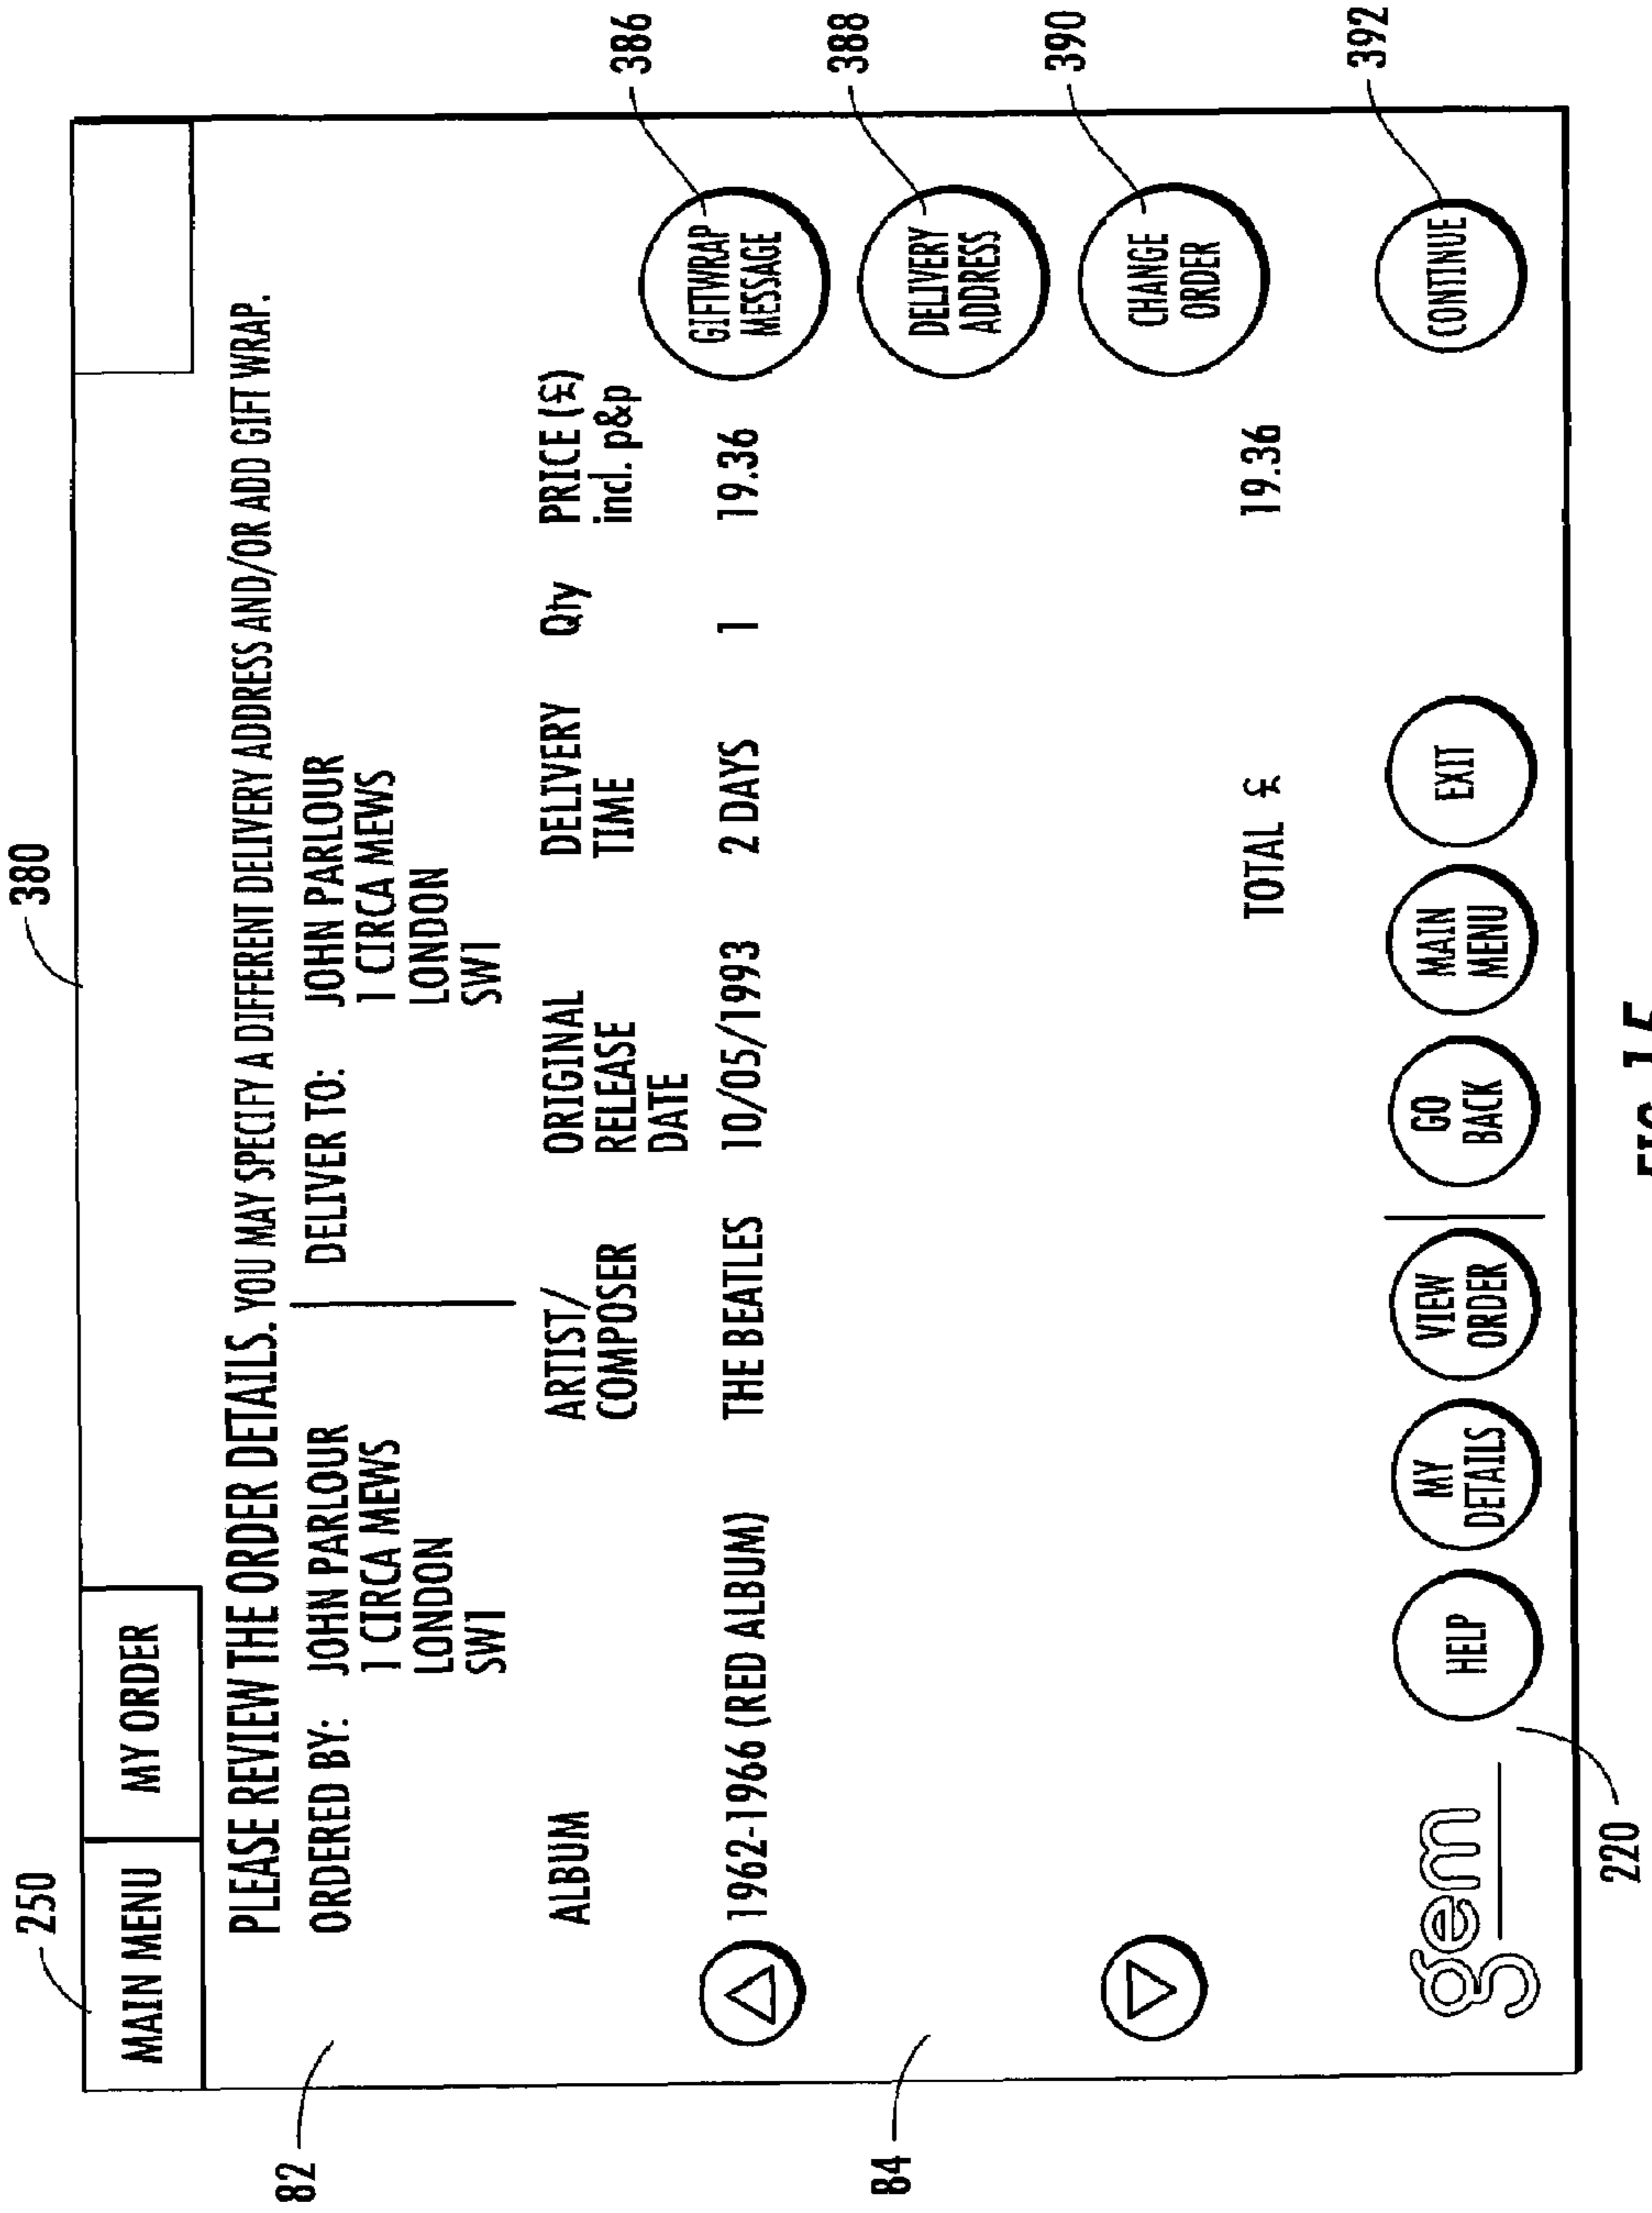 380
250
MAIN MENU
MY ORDER
PLEASE REVIEW THE ORDER DETAILS. YOU MAY SPECIFY A DIFFERENT DELIVERY ADDRESS AND/OR ADD GIFT WRAP.
82
ORDERED BY: JOHN PARLOUR
1 CIRCA MEWS
LONDON
SW1
DELIVER TO: JOHN PARLOUR
1 CIRCA MEWS
LONDON
SW1
ALBUM
ARTIST/
COMPOSER
ORIGINAL
RELEASE
DATE
DELIVERY
TIME
Qty
PRICE (£)
incl. p&p
1962-1966 (RED ALBUM) THE BEATLES 10/05/1993 2 DAYS 1 19.36
GIFTWRAP
MESSAGE
386
84
DELIVERY
ADDRESS
388
CHANGE
ORDER
390
TOTAL £ 19.36
gem
HELP
MY
DETAILS
VIEW
ORDER
GO
BACK
MAIN
MENU
EXIT
CONTINUE
392
220